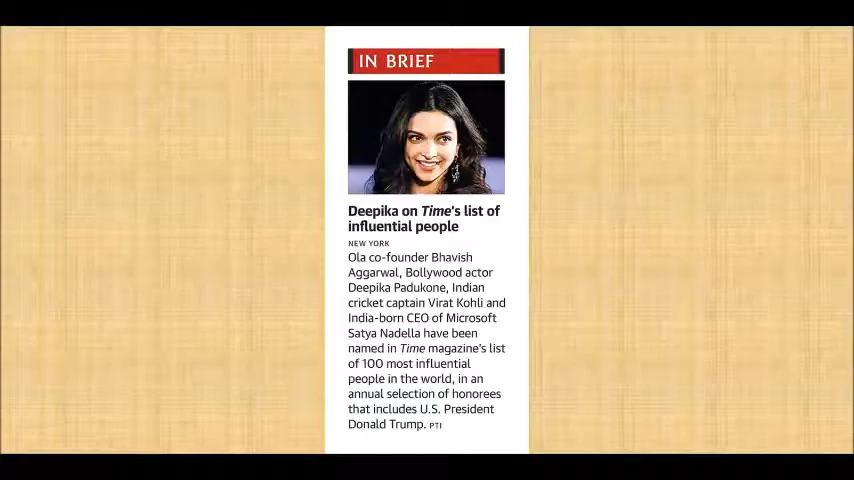 IN BRIEF
Deepika on Time's list of
influential people
NEW YORK
Ola co-founder Bhavish
Aggarwal, Bollywood actor
Deepika Padukone, Indian
cricket captain Virat Kohli and
India-born CEO of Microsoft
Satya Nadella have been
named in Time magazine's list
of 100 most influential
people in the world, in an
annual selection of honorees
that includes U.S. President
Donald Trump. PTI